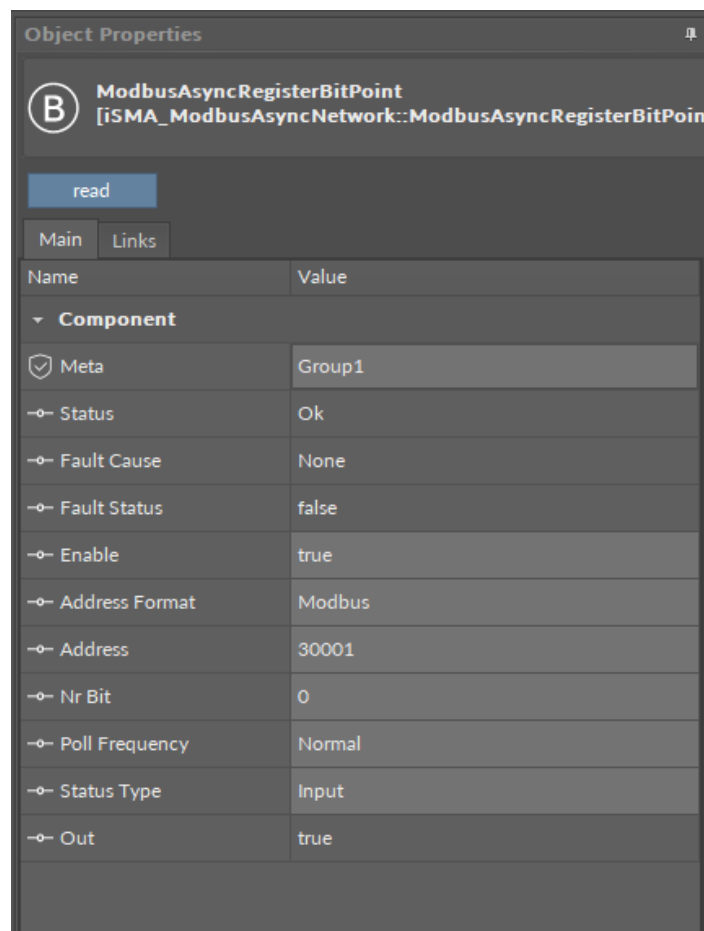 Object Properties
B
ModbusAsyncRegisterBitPoint
[iSMA_ModbusAsyncNetwork::ModbusAsyncRegisterBitPoin
read
Main Links
Name Value
Component
Meta Group1
Status Ok
Fault Cause None
Fault Status false
Enable true
Address Format Modbus
Address 30001
Nr Bit 0
Poll Frequency Normal
Status Type Input
Out true